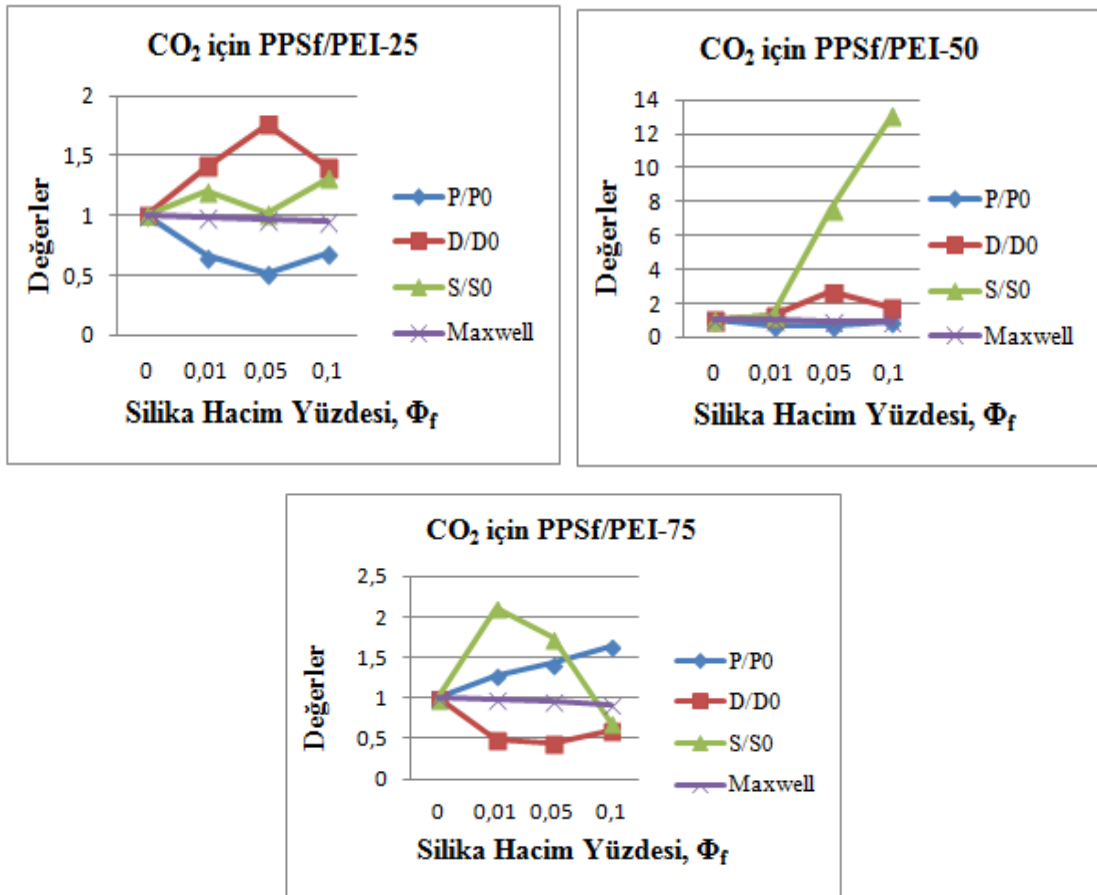 CO₂ için PPSf/PEI-25
2
1,5
1
0,5
0
Değerler
0 0,01 0,05 0,1
Silika Hacim Yüzdesi, Φf
P/P0
D/D0
S/S0
Maxwell
CO₂ için PPSf/PEI-50
14
12
10
8
6
4
2
0
Değerler
0 0,01 0,05 0,1
Silika Hacim Yüzdesi, Φf
P/P0
D/D0
S/S0
Maxwell
CO₂ için PPSf/PEI-75
2,5
2
1,5
1
0,5
0
Değerler
0 0,01 0,05 0,1
Silika Hacim Yüzdesi, Φf
P/P0
D/D0
S/S0
Maxwell